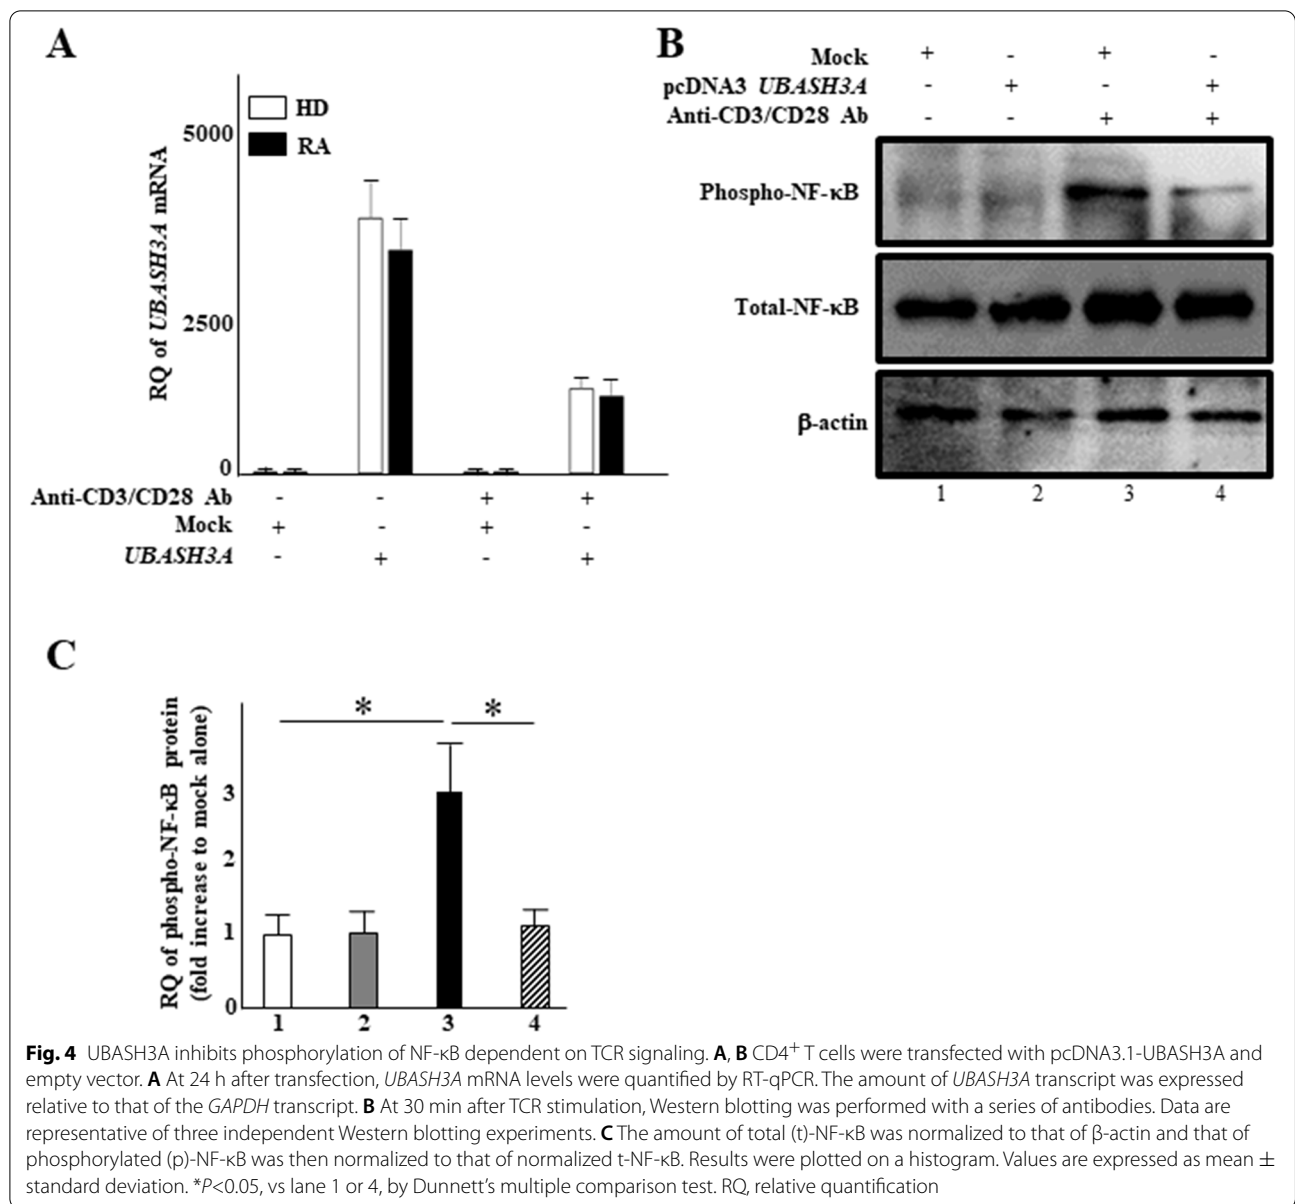 A
HD
RA
5000
2500
0
RQ of UBASH3A mRNA
Anti-CD3/CD28 Ab - - + +
Mock + - + -
UBASH3A - + - +
B
Mock + - + -
pcDNA3 UBASH3A - + - +
Anti-CD3/CD28 Ab - - + +
Phospho-NF-κB
Total-NF-κB
β-actin
1 2 3 4
C
RQ of phospho-NF-κB protein
(fold increase to mock alone)
* *
3
2
1
0
1 2 3 4
Fig. 4 UBASH3A inhibits phosphorylation of NF-κB dependent on TCR signaling. A, B CD4+ T cells were transfected with pcDNA3.1-UBASH3A and
empty vector. A At 24 h after transfection, UBASH3A mRNA levels were quantified by RT-qPCR. The amount of UBASH3A transcript was expressed
relative to that of the GAPDH transcript. B At 30 min after TCR stimulation, Western blotting was performed with a series of antibodies. Data are
representative of three independent Western blotting experiments. C The amount of total (t)-NF-κB was normalized to that of β-actin and that of
phosphorylated (p)-NF-κB was then normalized to that of normalized t-NF-κB. Results were plotted on a histogram. Values are expressed as mean ±
standard deviation. *P<0.05, vs lane 1 or 4, by Dunnett's multiple comparison test. RQ, relative quantification